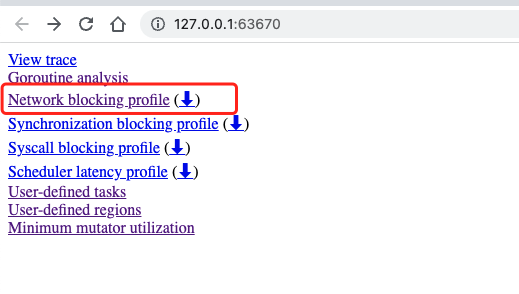 127.0.0.1:63670
View trace
Goroutine analysis
Network blocking profile (⬇)
Synchronization blocking profile (⬇)
Syscall blocking profile (⬇)
Scheduler latency profile (⬇)
User-defined tasks
User-defined regions
Minimum mutator utilization